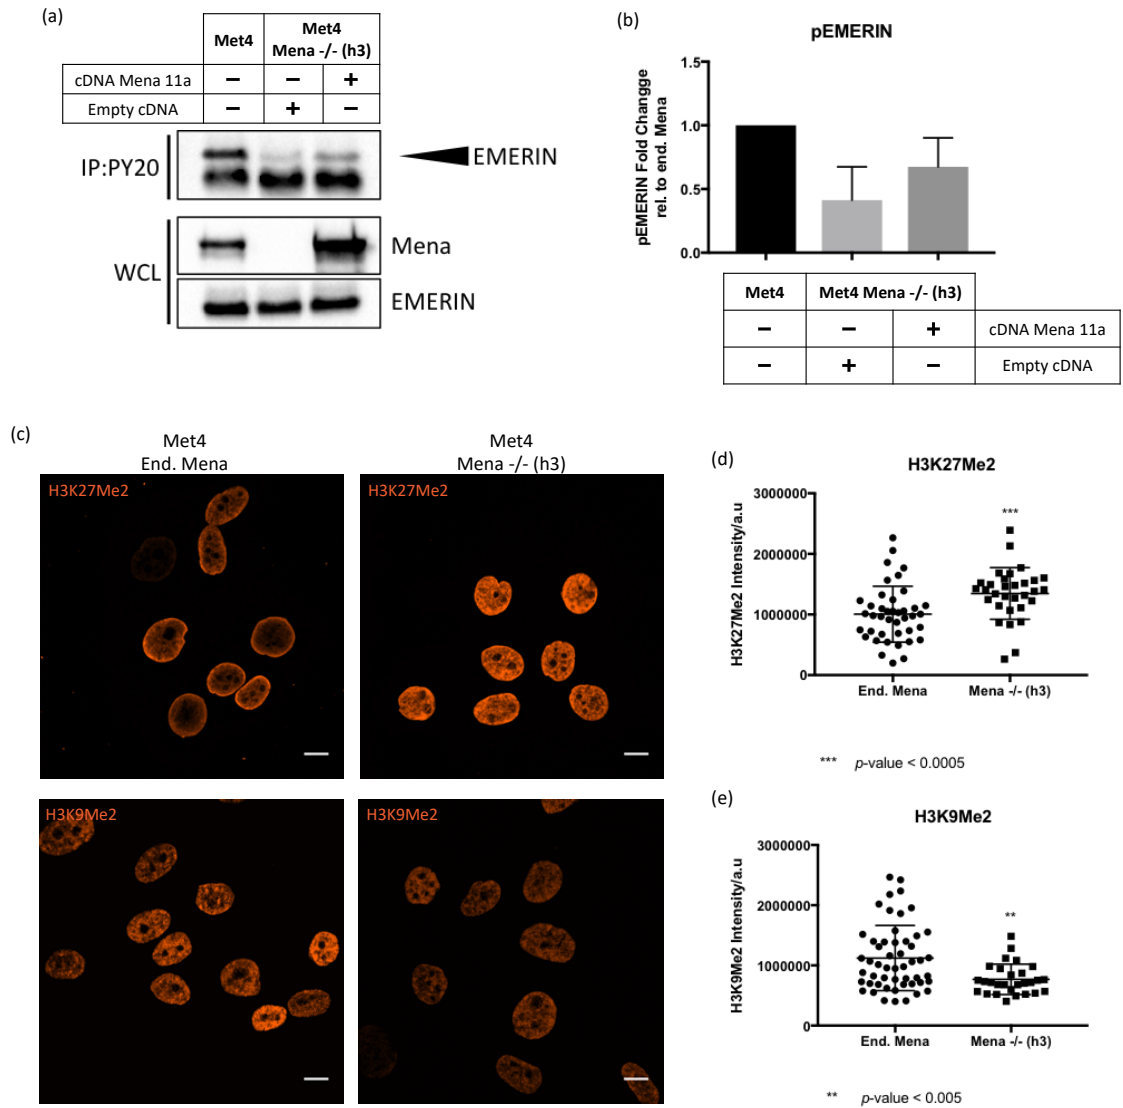 (a)
Met4
Met4
Mena -/- (h3)
cDNA Mena 11a
−
−
+
Empty cDNA
−
+
−
IP:PY20
EMERIN
WCL
Mena
EMERIN
(b)
pEMERIN
pEMERIN Fold Changge
rel. to end. Mena
1.5
1.0
0.5
0.0
Met4
Met4 Mena -/- (h3)
−
−
+
cDNA Mena 11a
−
+
−
Empty cDNA
(c)
Met4
End. Mena
Met4
Mena -/- (h3)
H3K27Me2
H3K27Me2
H3K9Me2
H3K9Me2
(d)
H3K27Me2
H3K27Me2 Intensity/a.u
3000000
2000000
1000000
0
***
End. Mena
Mena -/- (h3)
*** p-value < 0.0005
(e)
H3K9Me2
H3K9Me2 Intensity/a.u
3000000
2000000
1000000
0
**
End. Mena
Mena -/- (h3)
** p-value < 0.005